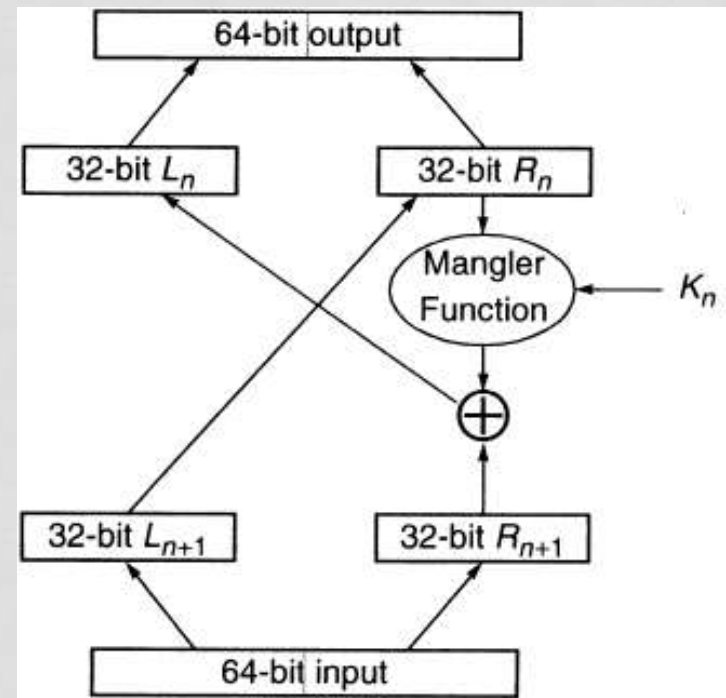 64-bit output
32-bit Lₙ
32-bit Rₙ
Mangler
Function
Kₙ
32-bit Lₙ₊₁
32-bit Rₙ₊₁
64-bit input